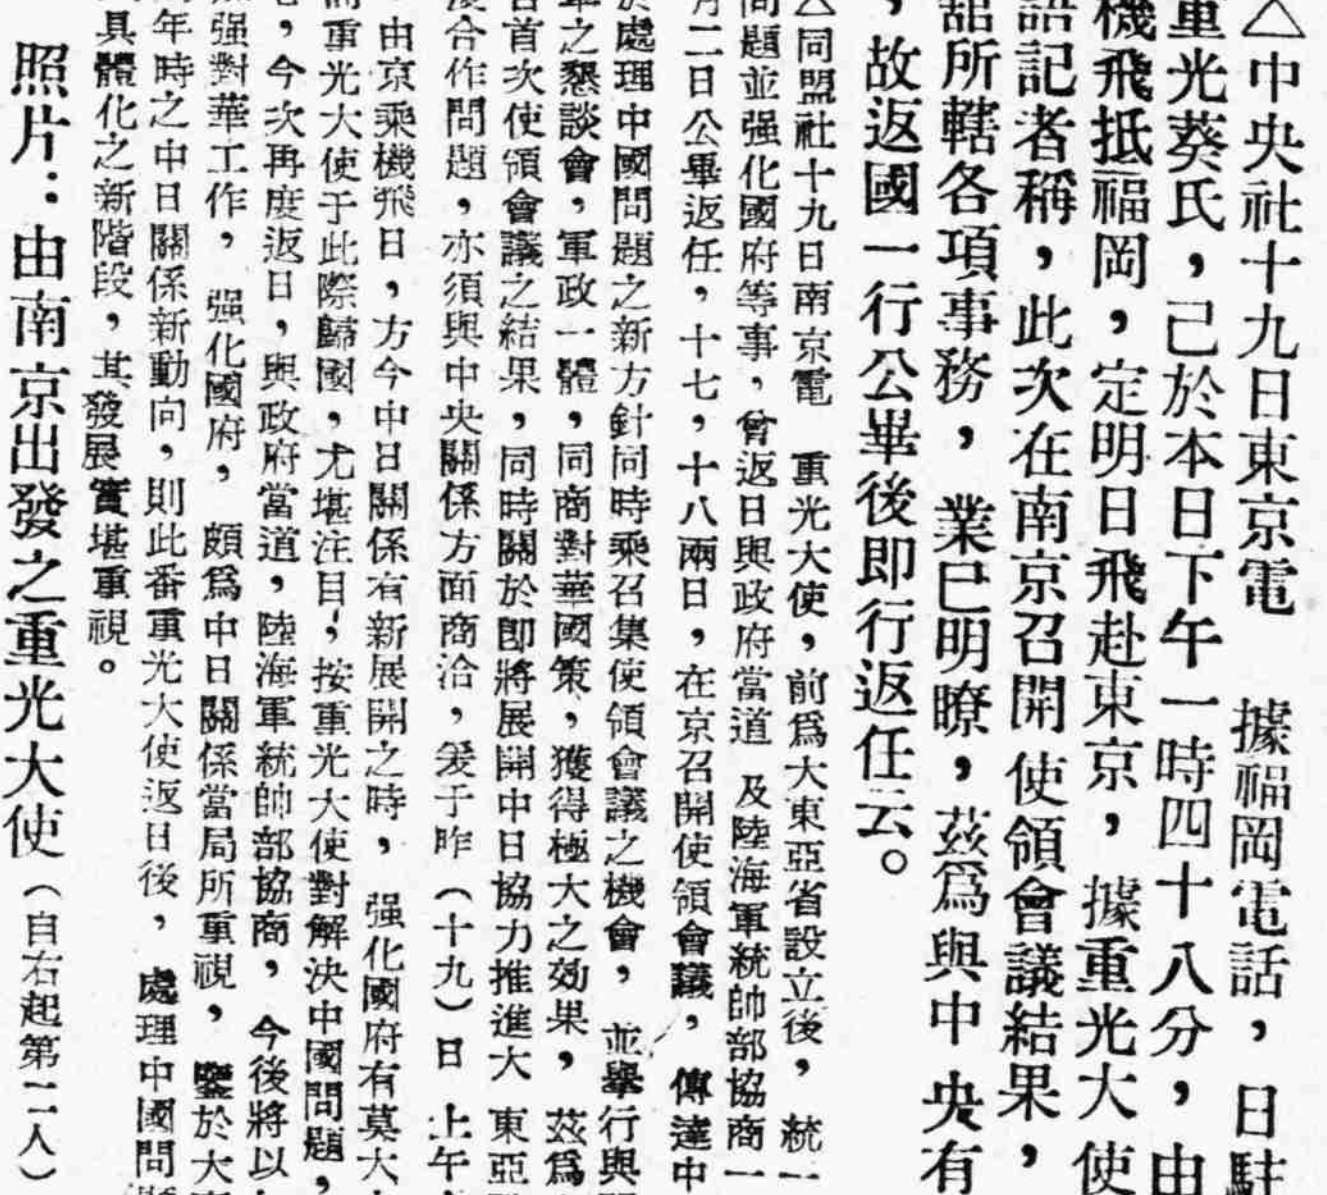 △中央社十九日東京電 據福岡電話，日駐
重光葵氏，己於本日下午一時四十八分，由
機飛抵福岡，定明日飛赴東京，據重光大使
語記者稱，此次在南京召開使領會議結果，
館所轄各項事務，業已明瞭，茲爲與中央有
，故返國一行公畢後即行返任云。
△同盟社十九日南京電 重光大使，前爲大東亞省設立後，統一
問題並强化國府等事，曾返日與政府當道 及陸海軍統帥部協商一
月二日公畢返任，十七，十八兩日，在京召開使領會議，傳達中
於處理中國問題之新方針同時乘召集使領會議之機會，並舉行與
之懇談會，軍政一體，同商對華國策，獲得極大之効果，茲爲
首次使領會議之結果，同時關於即將展開中日協力推進大東亞
合作問題，亦須與中央關係方面商洽，爰于昨（十九）日 上午
由京乘機飛日，方今中日關係有新展開之時，强化國府有莫大
重光大使于此際歸國，尤堪注目，按重光大使對解決中國問題，
，今次再度返日，與政府當道，陸海軍統帥部協商，今後將以
强對華工作，强化國府，頗爲中日關係當局所重視，鑒於大
年時之中日關係新動向，則此番重光大使返日後，處理中國問
具體化之新階段，其發展實堪重視。
照片：由南京出發之重光大使（自右起第二人）